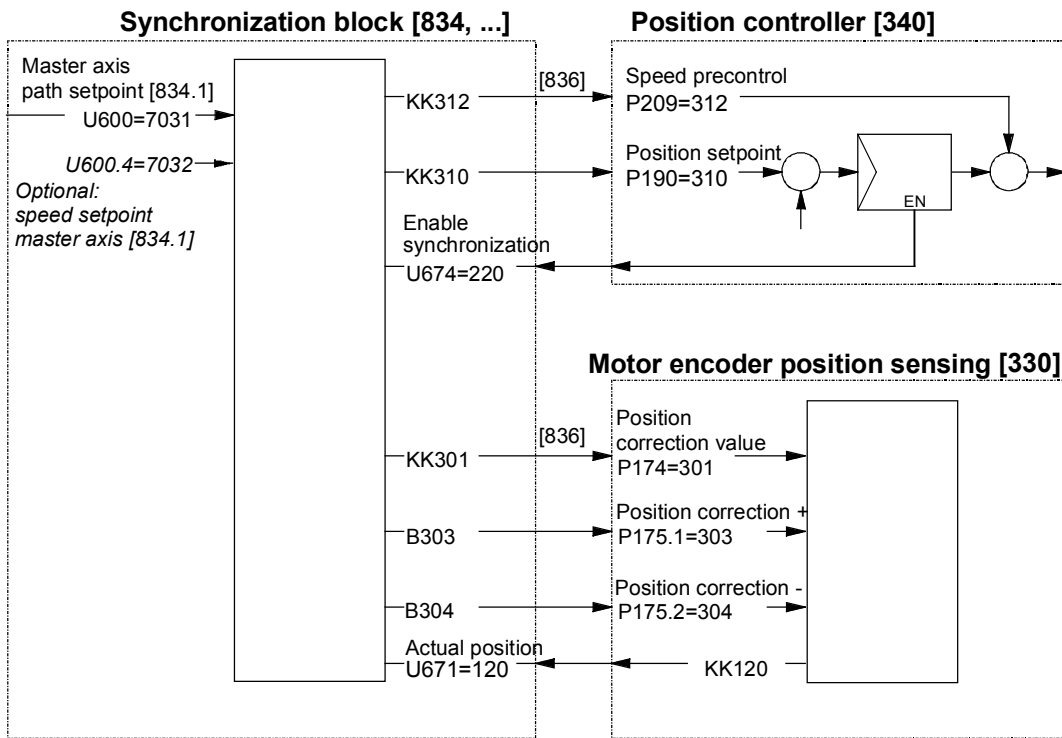 Synchronization block [834, ...]
Master axis
path setpoint [834.1]
U600=7031
U600.4=7032
Optional:
speed setpoint
master axis [834.1]
KK312
KK310
Enable
synchronization
U674=220
KK301
B303
B304
Actual position
U671=120
[836]
[836]
Position controller [340]
Speed precontrol
P209=312
Position setpoint
P190=310
EN
Motor encoder position sensing [330]
Position
correction value
P174=301
Position correction +
P175.1=303
Position correction -
P175.2=304
KK120